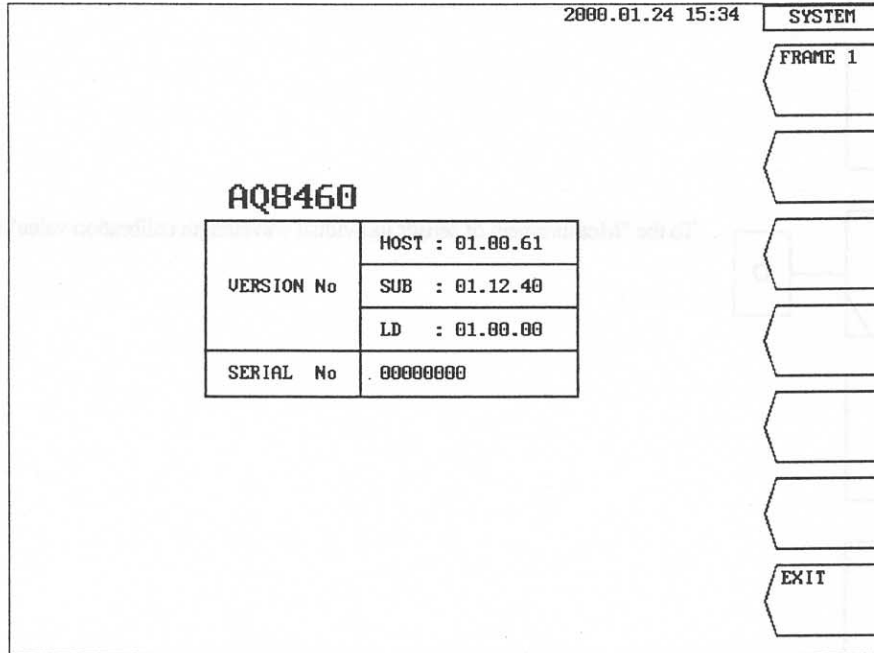 2000.01.24 15:34
SYSTEM
FRAME 1
AQ8460
VERSION No
HOST : 01.00.61
SUB : 01.12.40
LD : 01.00.00
SERIAL No
00000000
EXIT